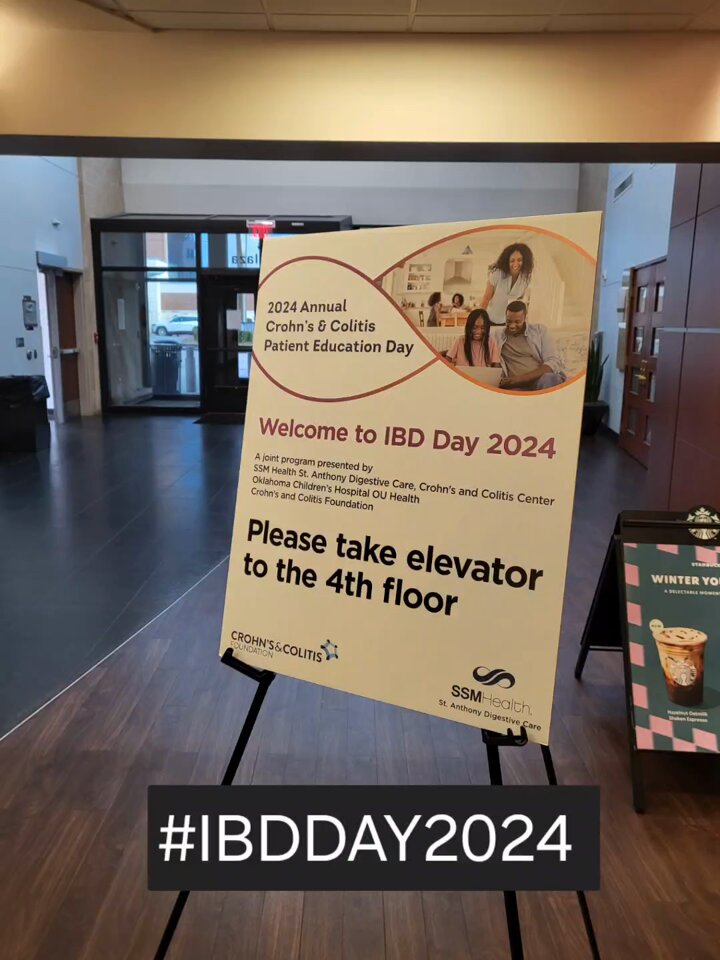 2024 Annual
Crohn's & Colitis
Patient Education Day
Welcome to IBD Day 2024
A joint program presented by
SSM Health St. Anthony Digestive Care, Crohn's and Colitis Center
Oklahoma Children's Hospital OU Health
Crohn's and Colitis Foundation
Please take elevator
to the 4th floor
CROHN'S&COLITIS
FOUNDATION
SSMHealth.
St. Anthony Digestive Care
WINTER YO
A DELECTABLE MOMEN
Hazelnut Oatmilk
Shaken Espresso
#IBDDAY2024